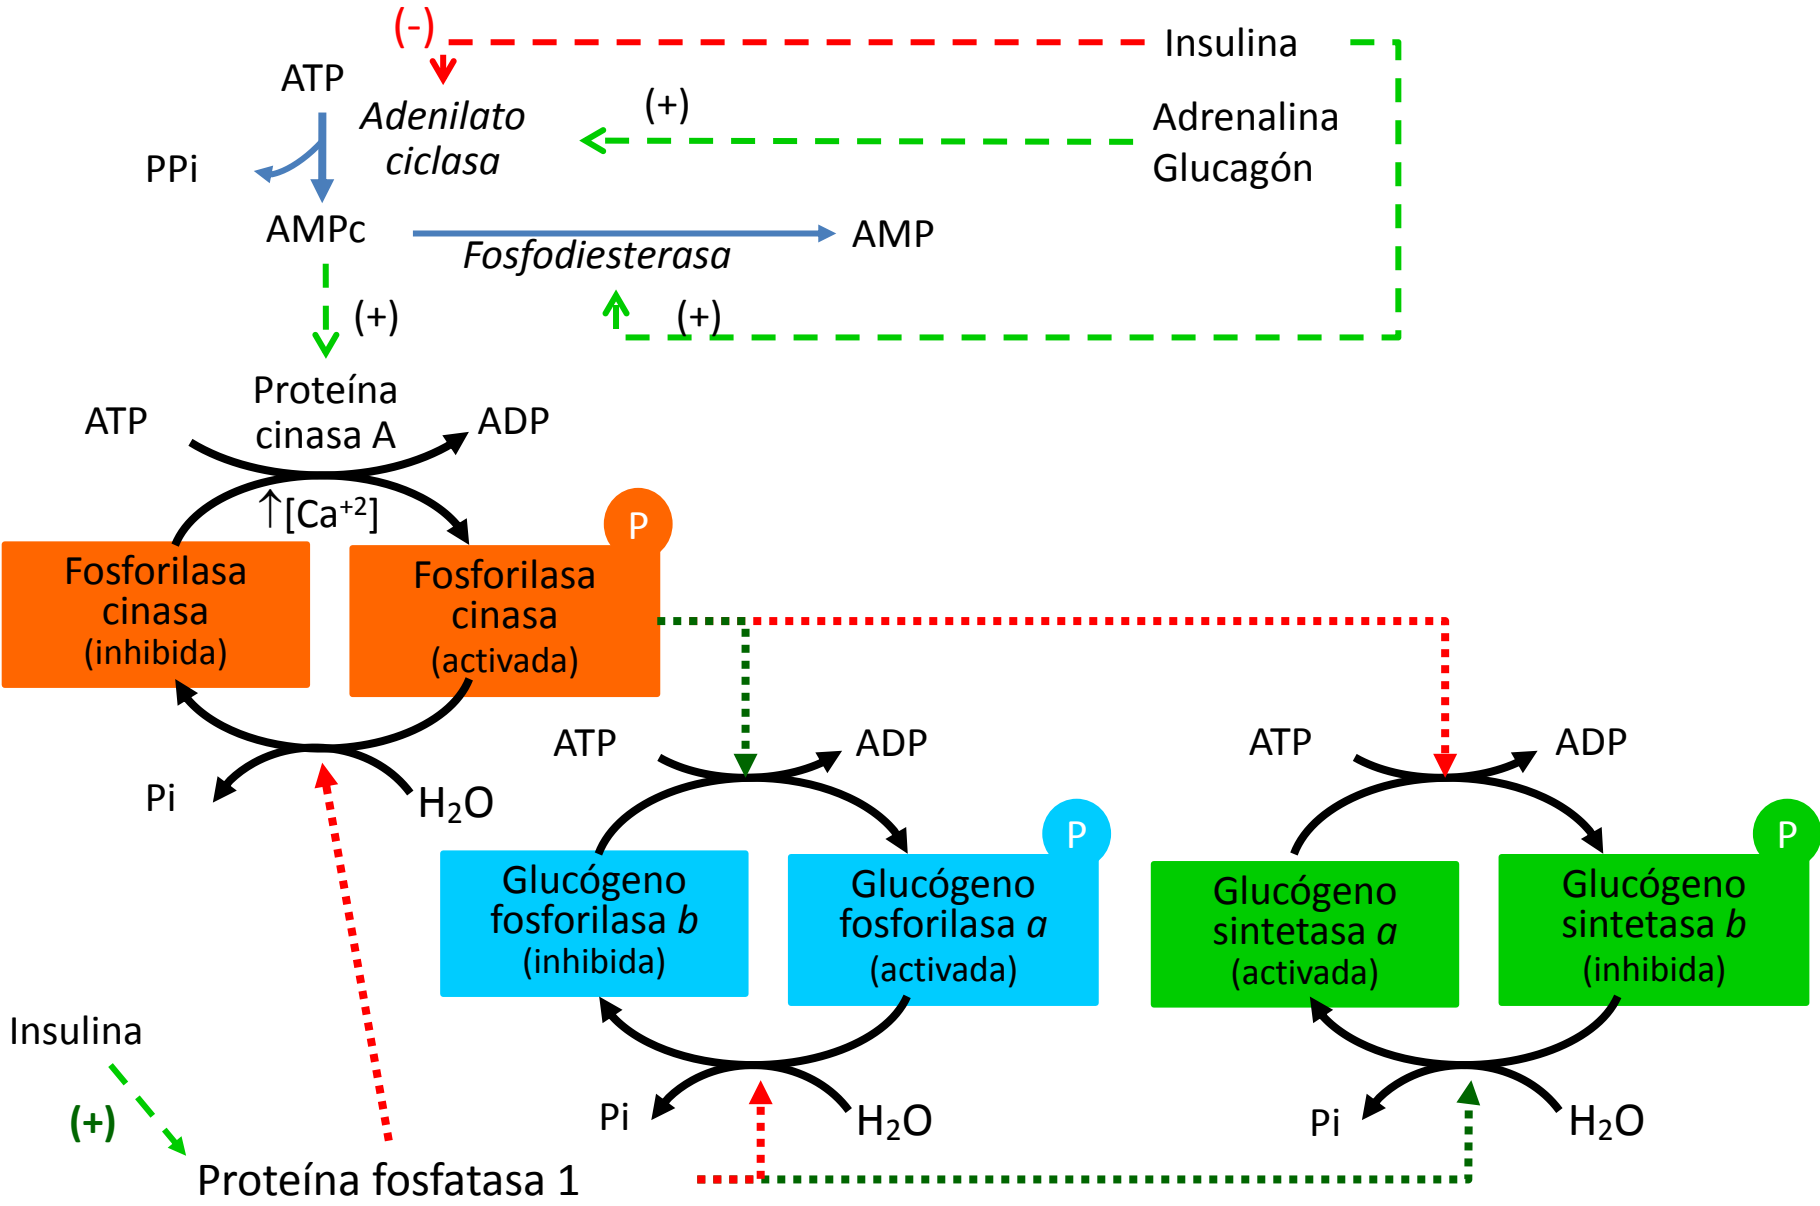 (-)
Insulina
ATP
Adenilato
ciclasa
(+)
Adrenalina
Glucagón
PPi
AMPc
Fosfodiesterasa
AMP
(+)
(+)
Proteína
cinasa A
ATP
ADP
↑[Ca⁺²]
P
Fosforilasa
cinasa
(inhibida)
Fosforilasa
cinasa
(activada)
Pi
H₂O
ATP
ADP
ATP
ADP
P
P
Glucógeno
fosforilasa b
(inhibida)
Glucógeno
fosforilasa a
(activada)
Glucógeno
sintetasa a
(activada)
Glucógeno
sintetasa b
(inhibida)
Insulina
(+)
Pi
H₂O
Pi
H₂O
Proteína fosfatasa 1